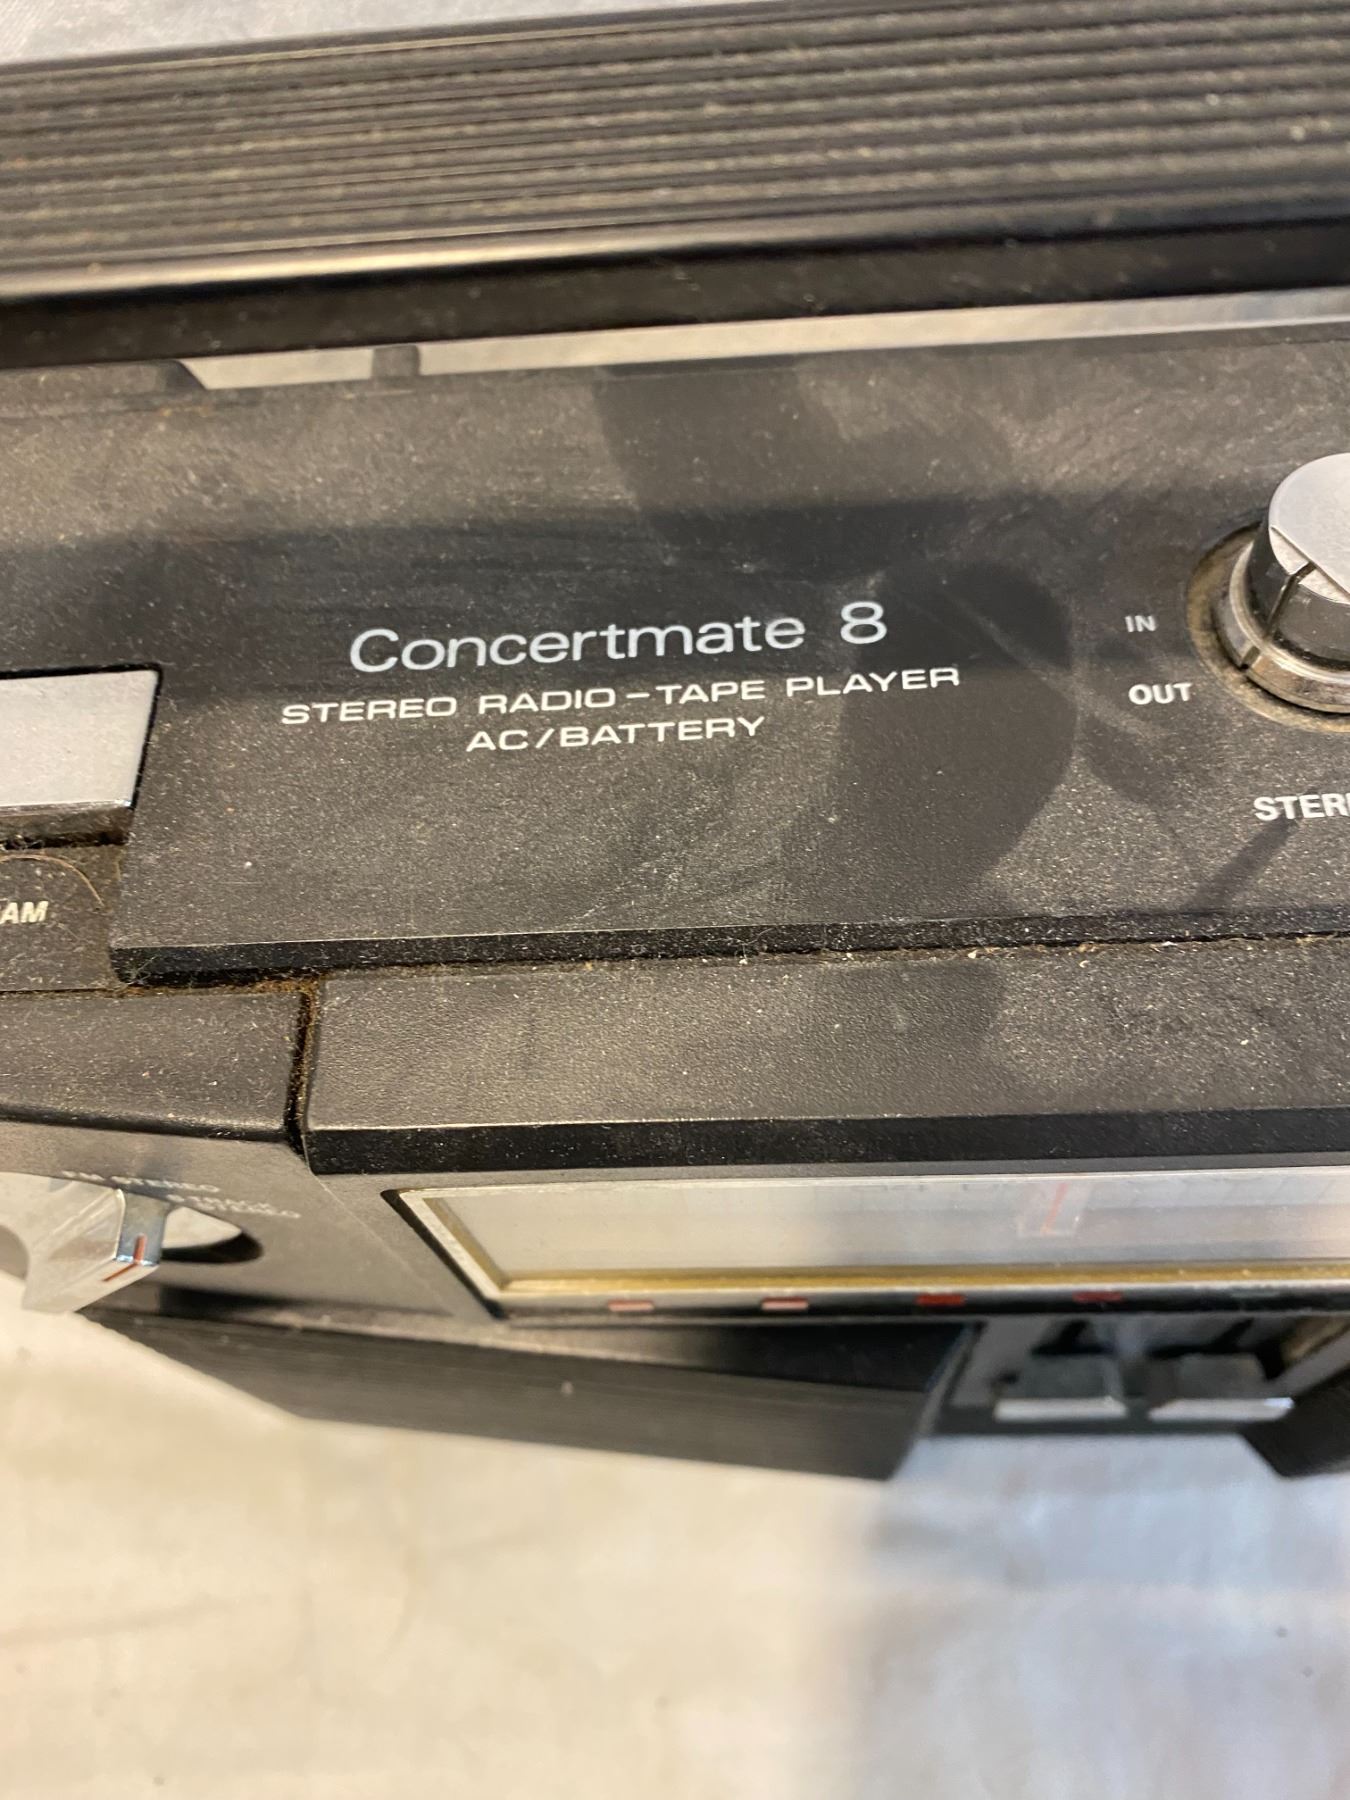 Concertmate 8
STEREO RADIO-TAPE PLAYER
AC/BATTERY
IN
OUT